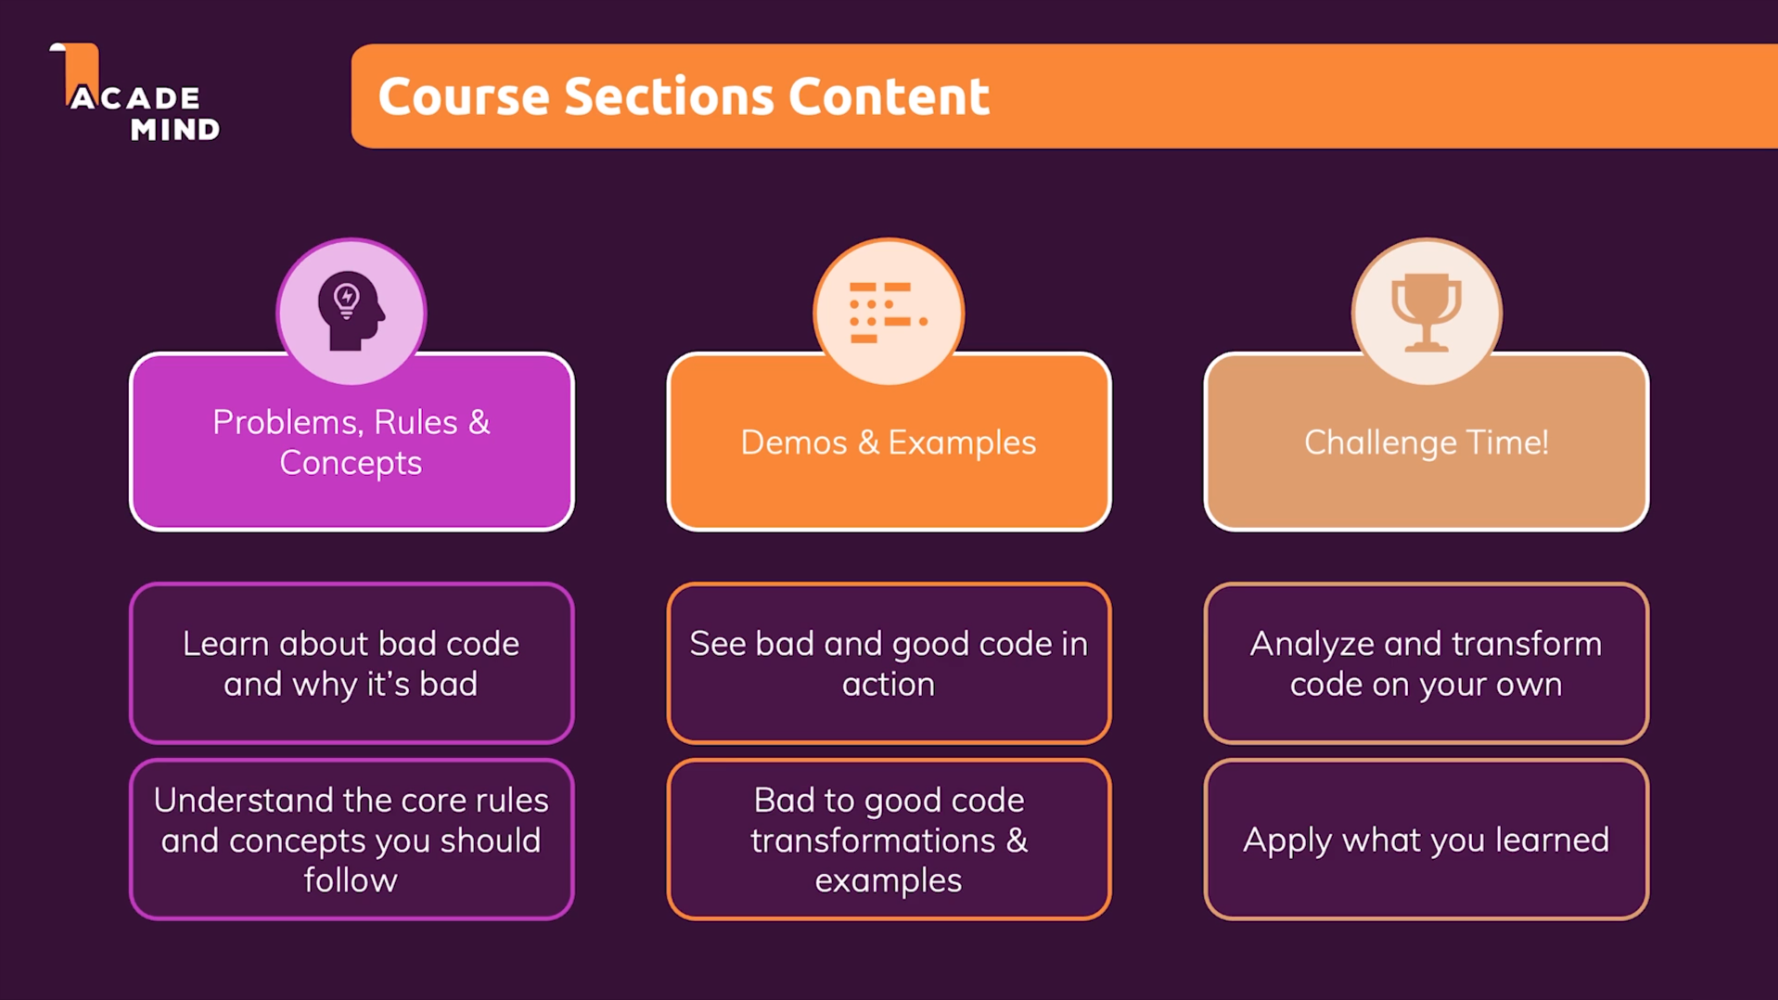 ACADE
MIND
Course Sections Content
Problems, Rules &
Concepts
Learn about bad code
and why it's bad
Understand the core rules
and concepts you should
follow
Demos & Examples
See bad and good code in
action
Bad to good code
transformations &
examples
Challenge Time!
Analyze and transform
code on your own
Apply what you learned